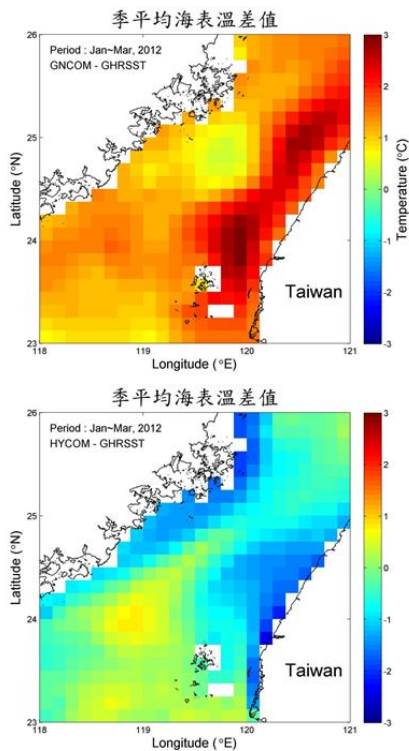 季平均海表溫差值
Period : Jan~Mar, 2012
GNCOM - GHRSST
26
25
24
23
118
119
120
121
Latitude (°N)
Longitude (°E)
Taiwan
3
2
1
0
-1
-2
-3
Temperature (°C)
季平均海表溫差值
Period : Jan~Mar, 2012
HYCOM - GHRSST
26
25
24
23
118
119
120
121
Latitude (°N)
Longitude (°E)
Taiwan
3
2
1
0
-1
-2
-3
Temperature (°C)